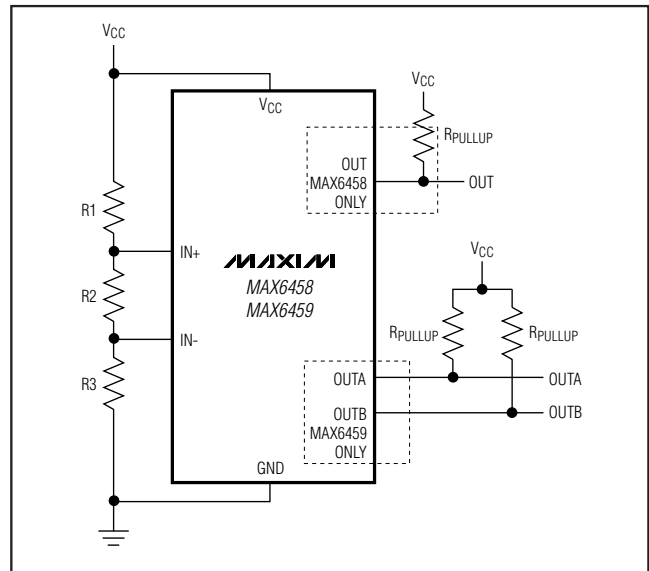 VCC
VCC
VCC
RPULLUP
OUT
MAX6458
ONLY
OUT
R1
IN+
MAXIM
MAX6458
MAX6459
R2
IN-
VCC
RPULLUP
RPULLUP
R3
OUTA
OUTA
OUTB
OUTB
MAX6459
ONLY
GND